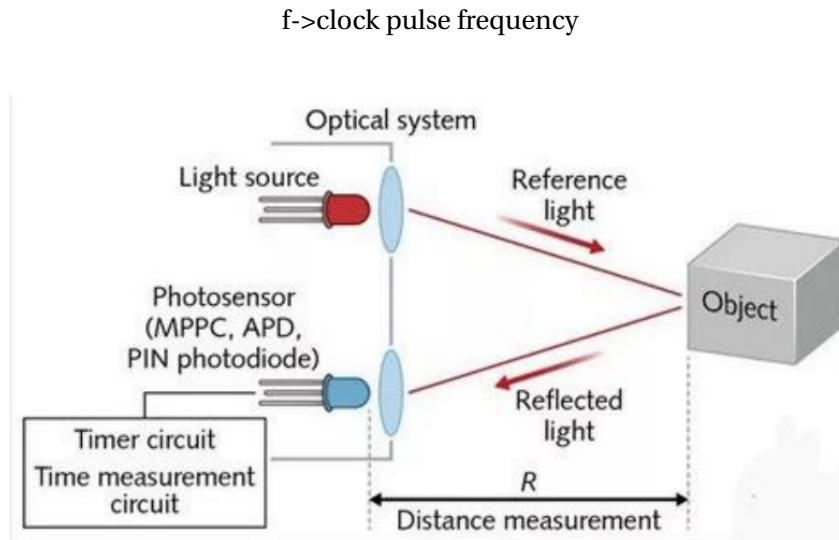 f->clock pulse frequency
Optical system
Light source
Reference
light
Object
Photosensor
(MPPC, APD,
PIN photodiode)
Reflected
light
Timer circuit
Time measurement
circuit
R
Distance measurement